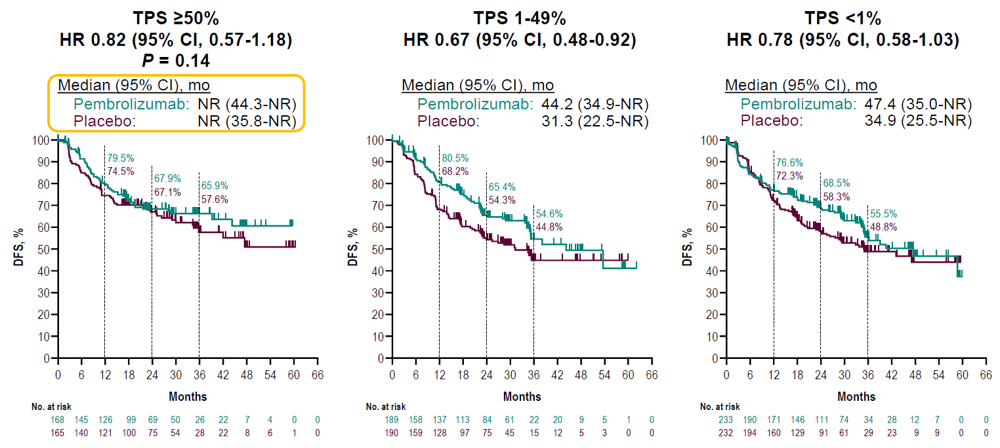 TPS ≥50%
HR 0.82 (95% CI, 0.57-1.18)
P = 0.14
Median (95% CI), mo
Pembrolizumab: NR (44.3-NR)
Placebo: NR (35.8-NR)
100
90
80
70
60
50
40
30
20
10
0
DFS, %
79.5%
74.5%
67.9%
67.1%
65.9%
57.6%
0 6 12 18 24 30 36 42 48 54 60 66
Months
No. at risk
168 145 126 99 69 50 26 22 7 4 0 0
165 140 121 100 75 54 28 22 8 6 1 0
TPS 1-49%
HR 0.67 (95% CI, 0.48-0.92)
Median (95% CI), mo
Pembrolizumab: 44.2 (34.9-NR)
Placebo: 31.3 (22.5-NR)
100
90
80
70
60
50
40
30
20
10
0
DFS, %
80.5%
68.2%
65.4%
54.3%
54.6%
44.8%
0 6 12 18 24 30 36 42 48 54 60 66
Months
No. at risk
189 158 137 113 84 61 22 20 9 5 1 0
190 159 128 97 75 45 15 12 5 3 0 0
TPS <1%
HR 0.78 (95% CI, 0.58-1.03)
Median (95% CI), mo
Pembrolizumab: 47.4 (35.0-NR)
Placebo: 34.9 (25.5-NR)
100
90
80
70
60
50
40
30
20
10
0
DFS, %
76.6%
72.3%
68.5%
58.3%
55.5%
48.8%
0 6 12 18 24 30 36 42 48 54 60 66
Months
No. at risk
233 190 171 146 111 74 34 28 12 7 0 0
232 194 160 129 91 61 29 23 9 9 0 0